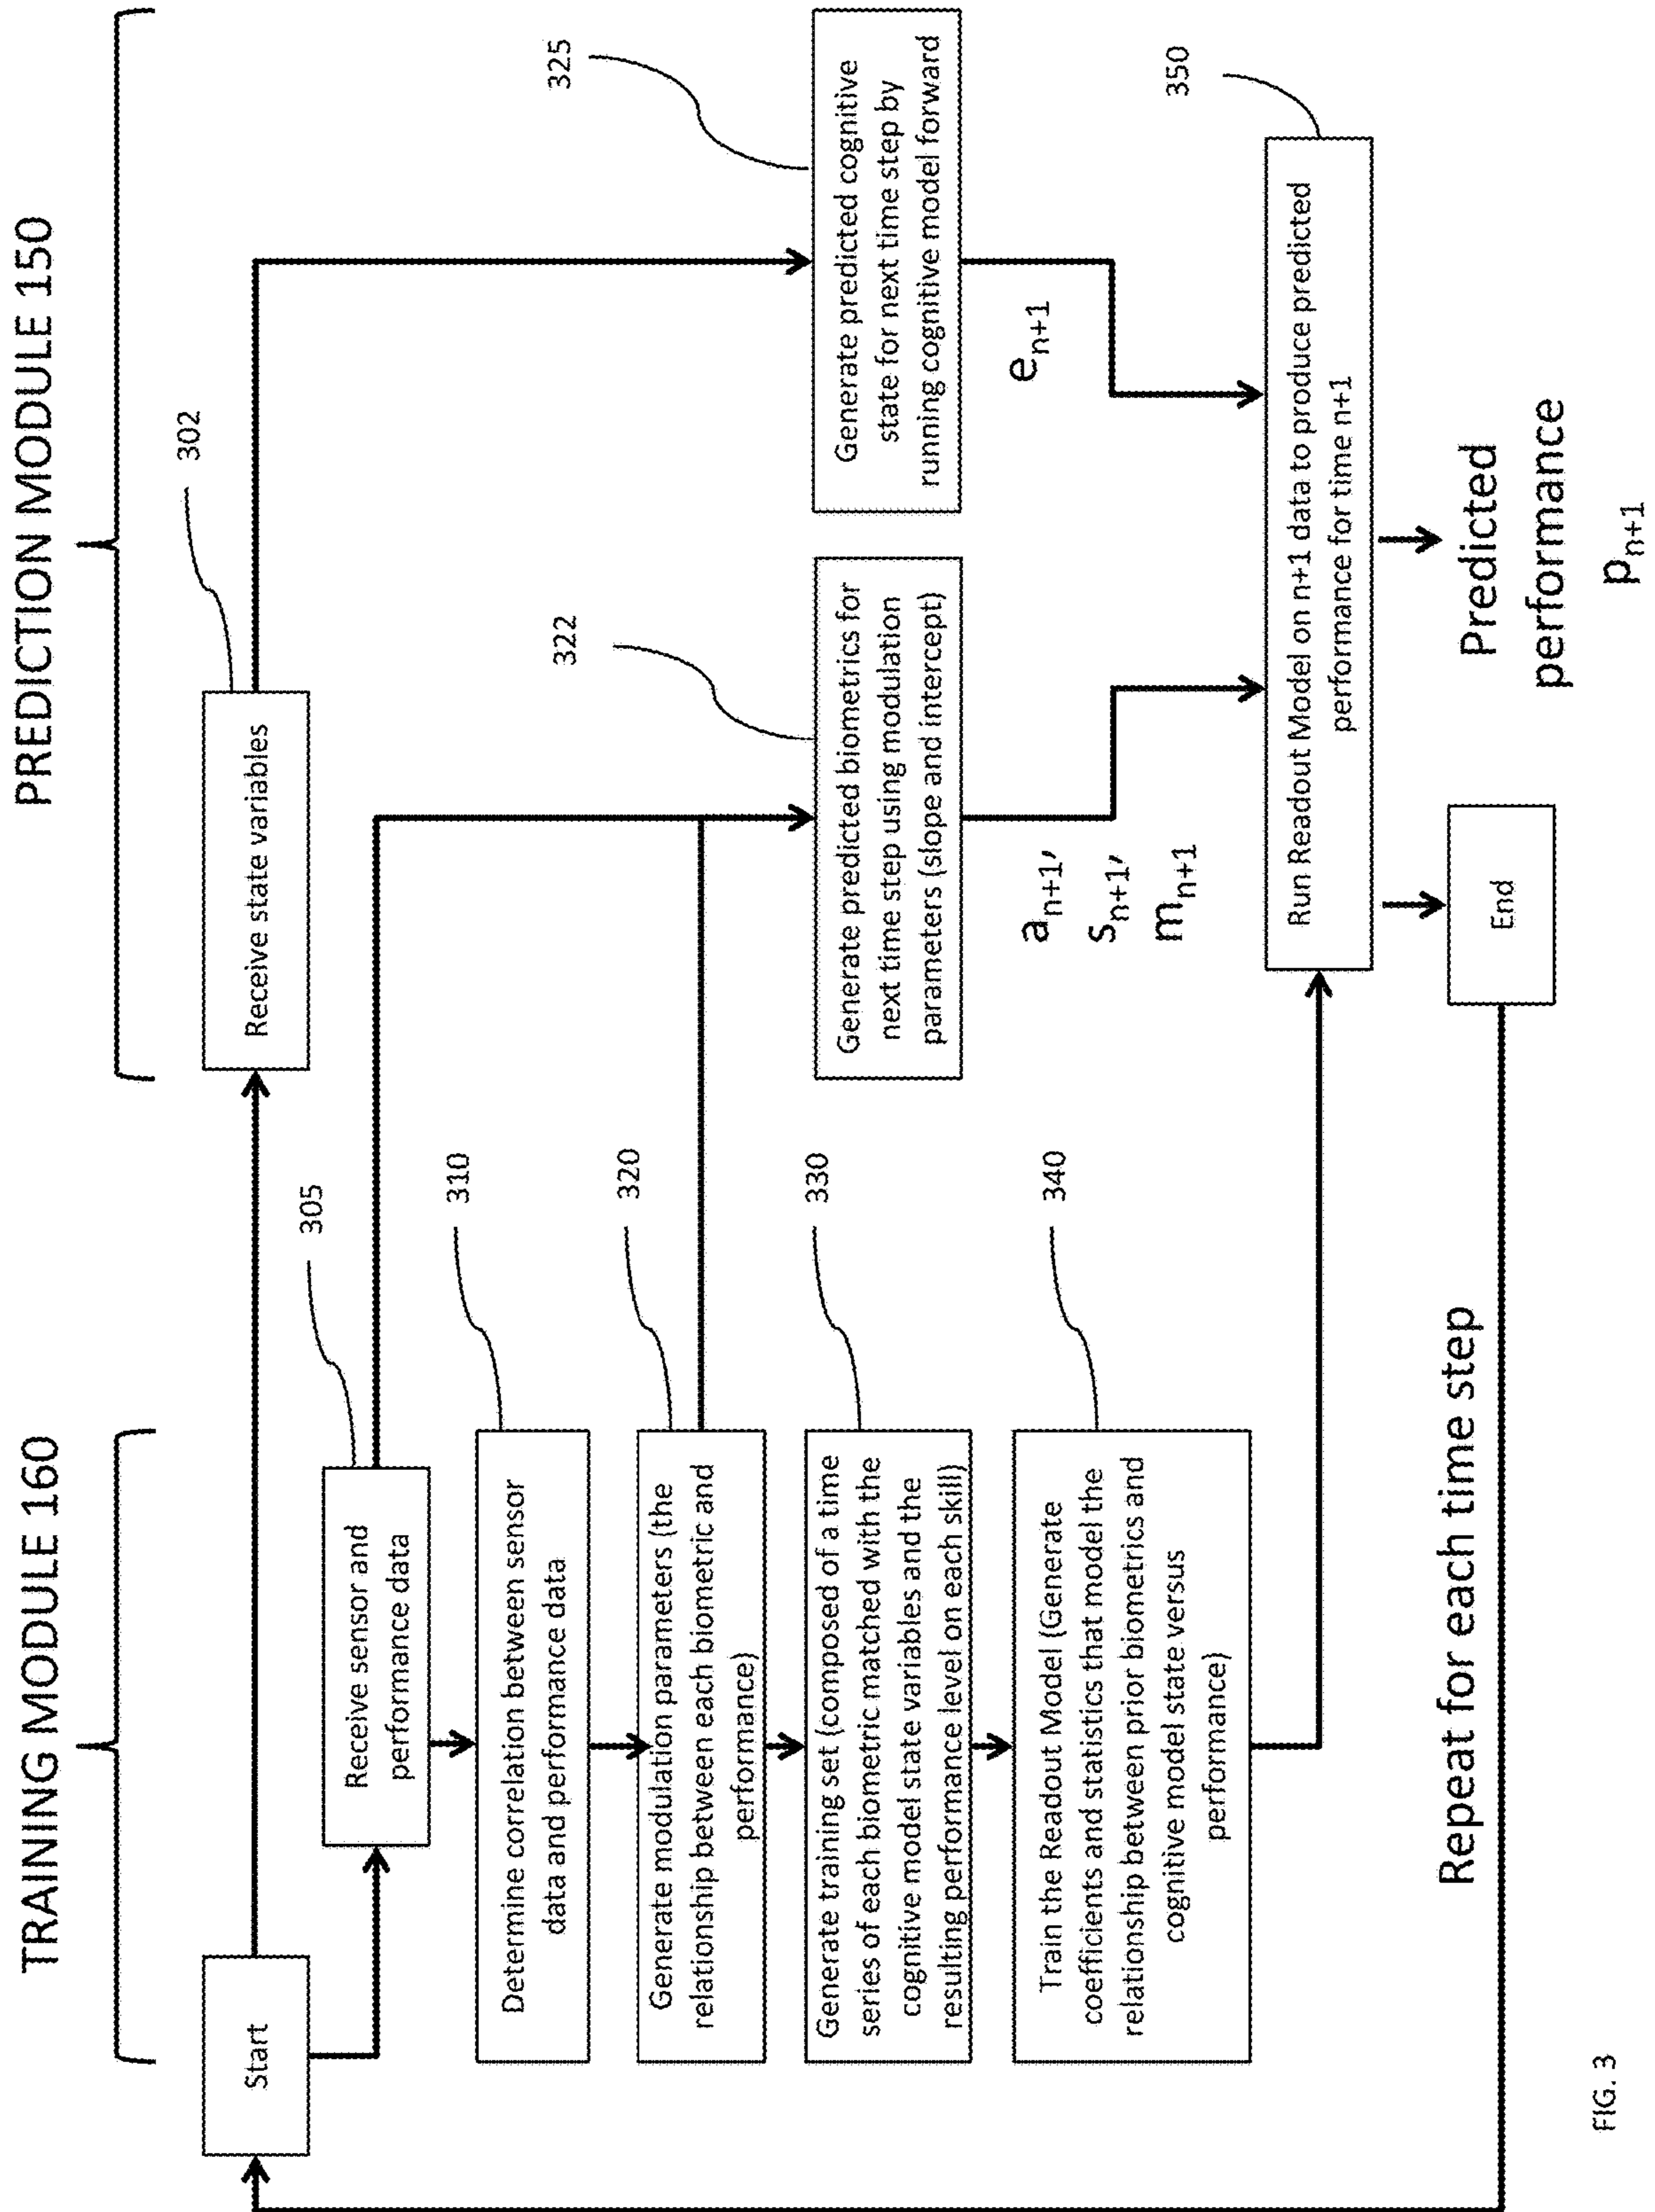 TRAINING MODULE 160
PREDICTION MODULE 150
Start
302
Receive state variables
305
Receive sensor and
performance data
310
Determine correlation between sensor
data and performance data
320
Generate modulation parameters (the
relationship between each biometric and
performance)
330
Generate training set (composed of a time
series of each biometric matched with the
cognitive model state variables and the
resulting performance level on each skill)
340
Train the Readout Model (Generate
coefficients and statistics that model the
relationship between prior biometrics and
cognitive model state versus
performance)
322
Generate predicted biometrics for
next time step using modulation
parameters (slope and intercept)
325
Generate predicted cognitive
state for next time step by
running cognitive model forward
a_{n+1},
s_{n+1},
m_{n+1}
e_{n+1}
350
Run Readout Model on n+1 data to produce predicted
performance for time n+1
End
Predicted
performance
p_{n+1}
Repeat for each time step
FIG. 3